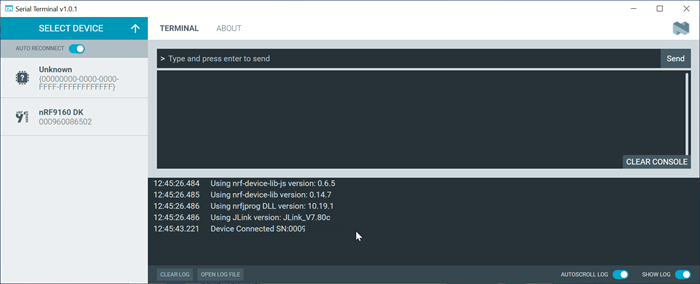 Serial Terminal v1.0.1
SELECT DEVICE
TERMINAL
ABOUT
AUTO RECONNECT
Unknown
{00000000-0000-0000-
FFFF-FFFFFFFFFFFF}
nRF9160 DK
000960086502
> Type and press enter to send
Send
CLEAR CONSOLE
12:45:26.484 Using nrf-device-lib-js version: 0.6.5
12:45:26.485 Using nrf-device-lib version: 0.14.7
12:45:26.486 Using nrfjprog DLL version: 10.19.1
12:45:26.486 Using JLink version: JLink_V7.80c
12:45:43.221 Device Connected
CLEAR LOG
OPEN LOG FILE
AUTOSCROLL LOG
SHOW LOG